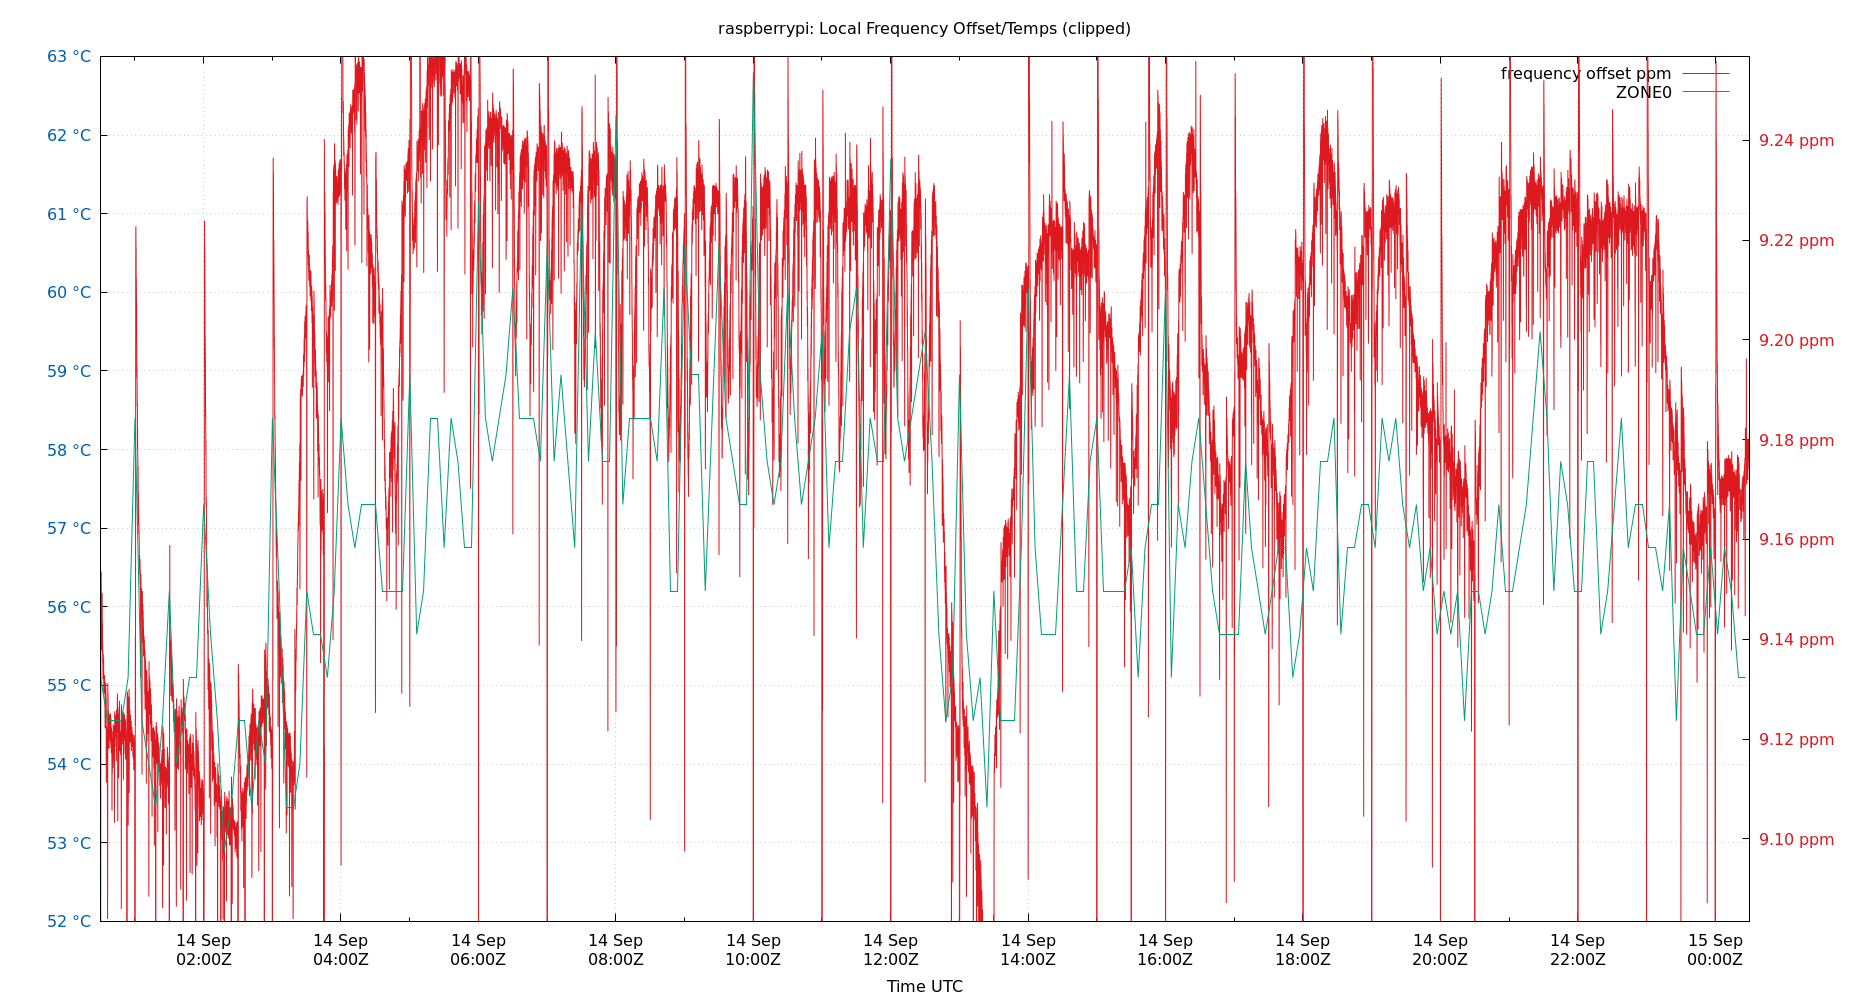 raspberrypi: Local Frequency Offset/Temps (clipped)
63 °C
62 °C
61 °C
60 °C
59 °C
58 °C
57 °C
56 °C
55 °C
54 °C
53 °C
52 °C
frequency offset ppm
ZONE0
9.24 ppm
9.22 ppm
9.20 ppm
9.18 ppm
9.16 ppm
9.14 ppm
9.12 ppm
9.10 ppm
14 Sep 14 Sep 14 Sep 14 Sep 14 Sep 14 Sep 14 Sep 14 Sep 14 Sep 14 Sep 14 Sep 15 Sep
02:00Z 04:00Z 06:00Z 08:00Z 10:00Z 12:00Z 14:00Z 16:00Z 18:00Z 20:00Z 22:00Z 00:00Z
Time UTC